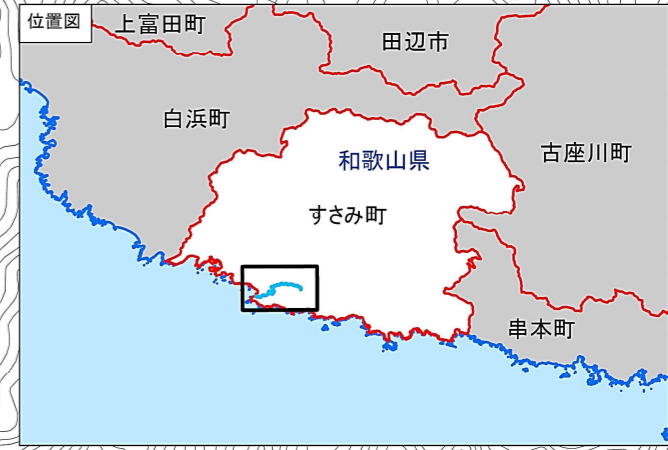 位置図
上富田町
田辺市
白浜町
古座川町
和歌山県
すさみ町
串本町